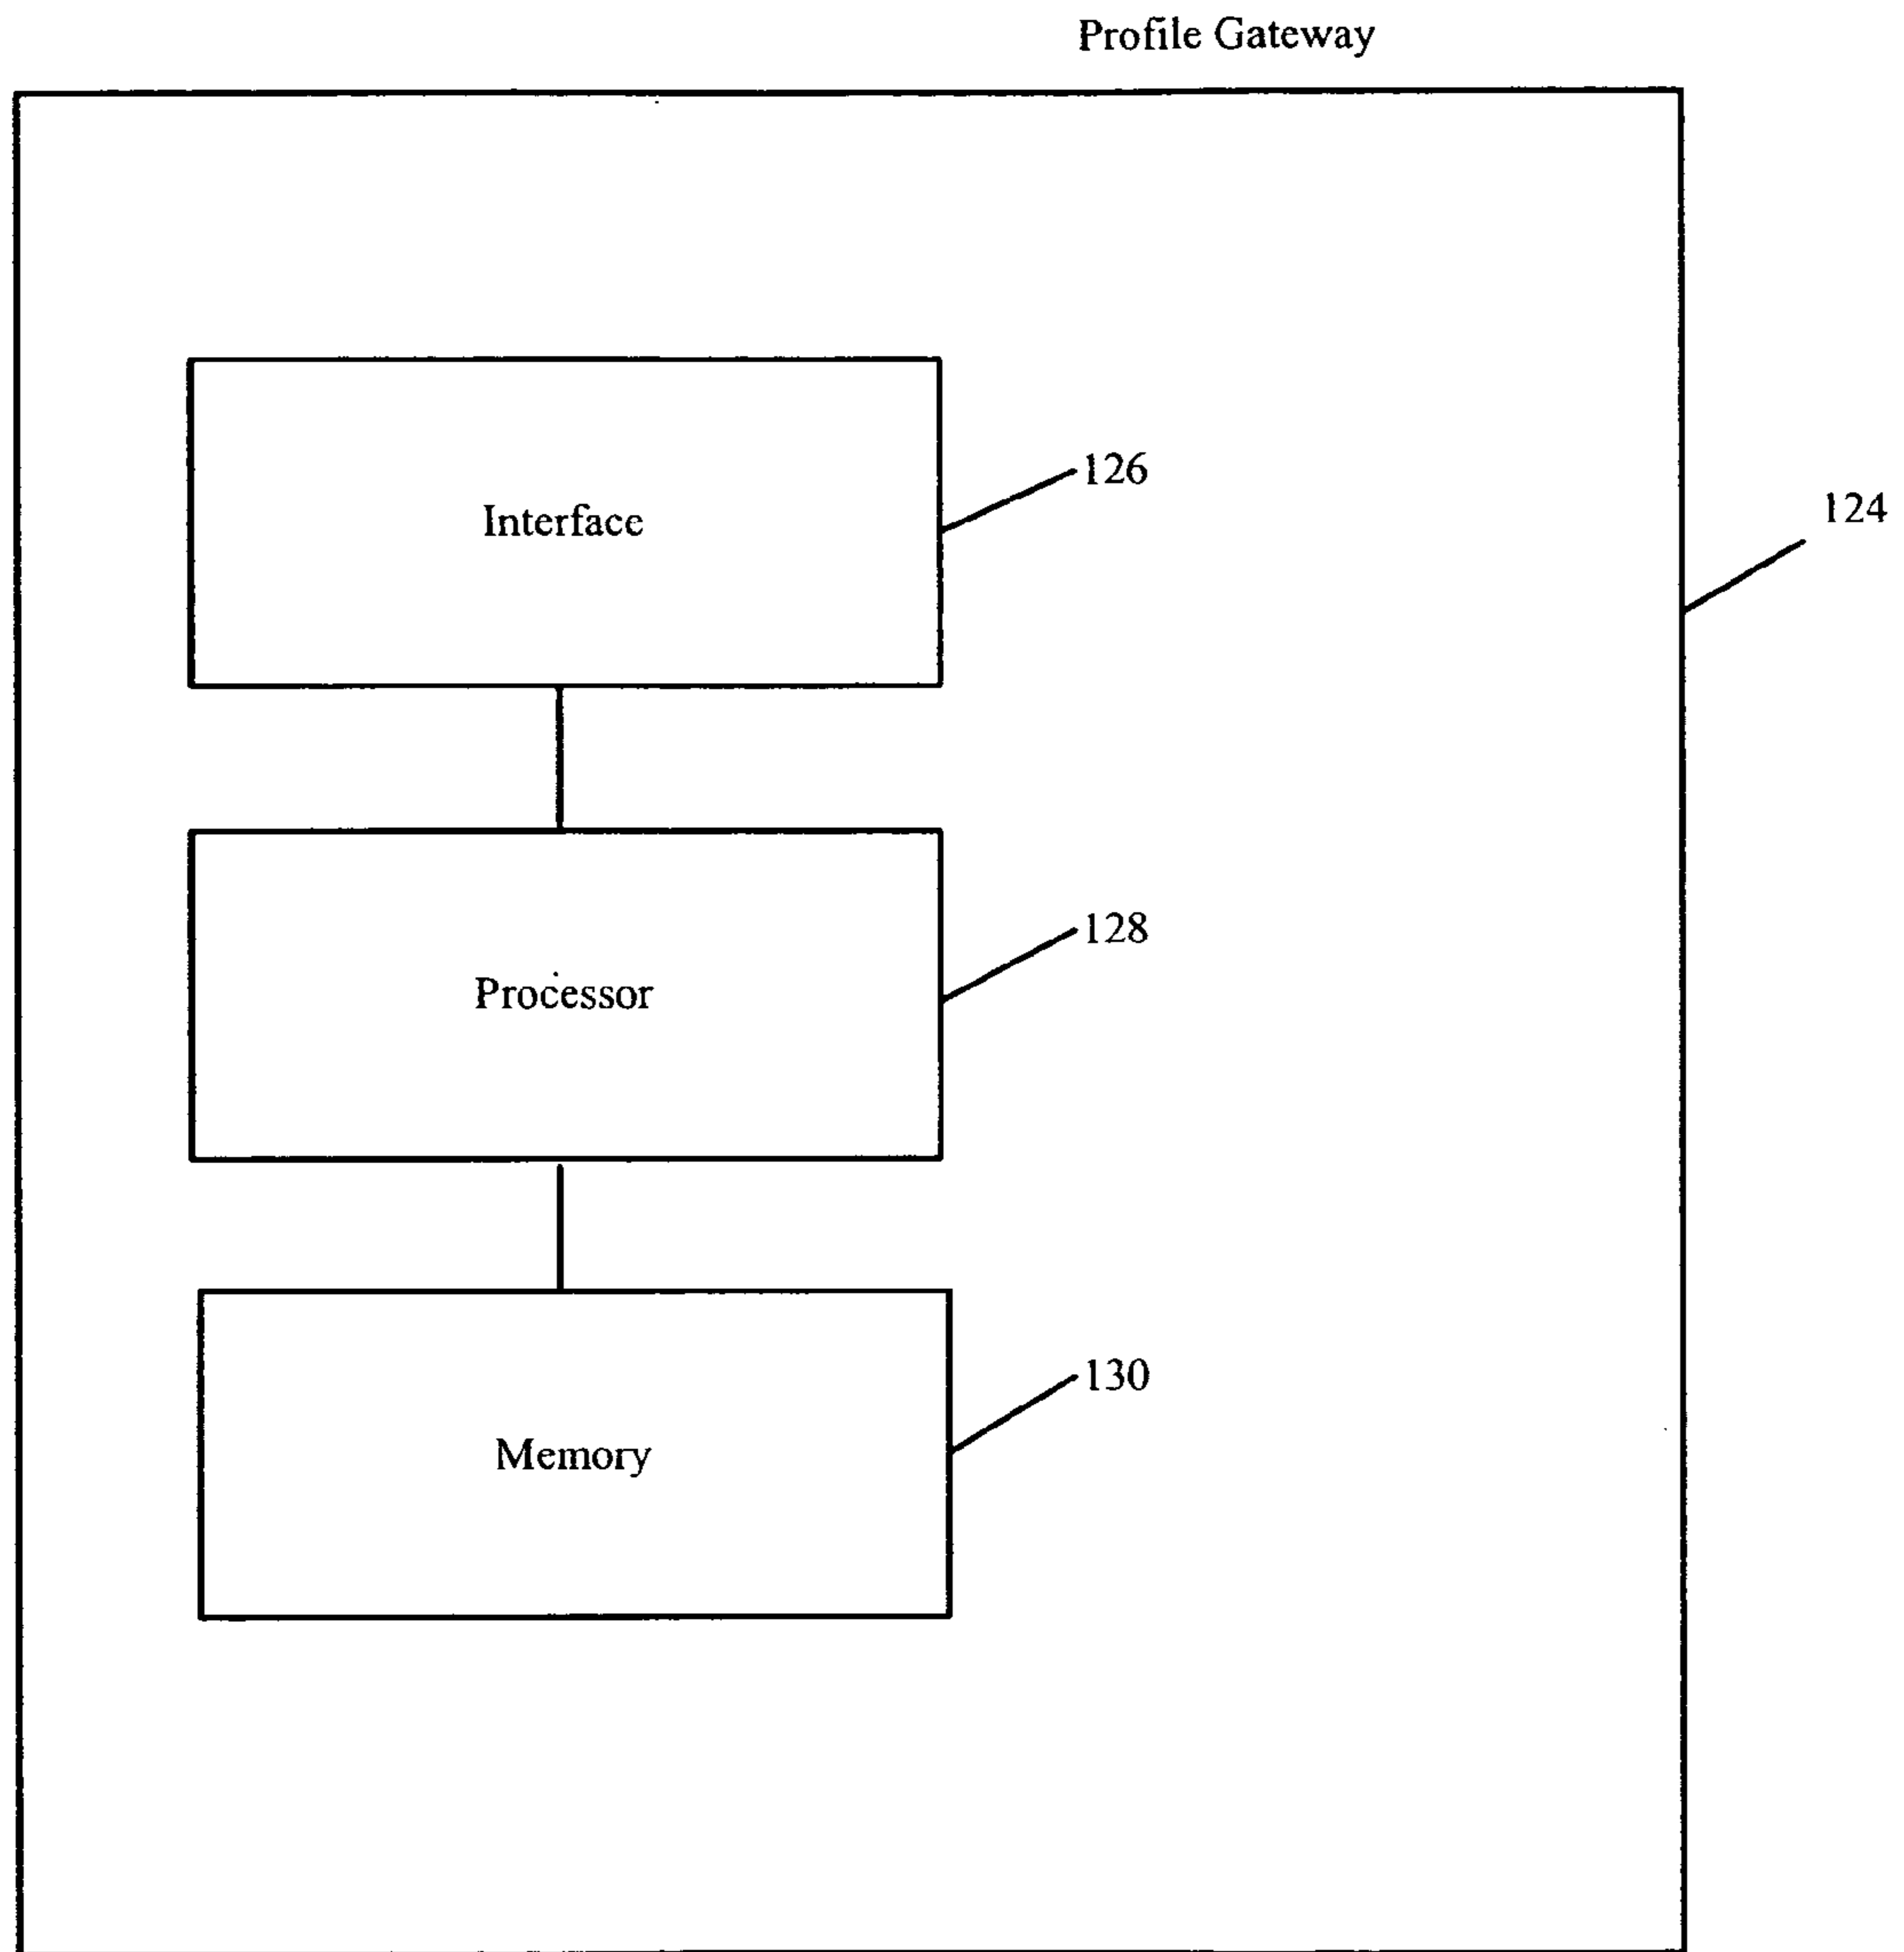 Profile Gateway
126
Interface
124
128
Processor
130
Memory